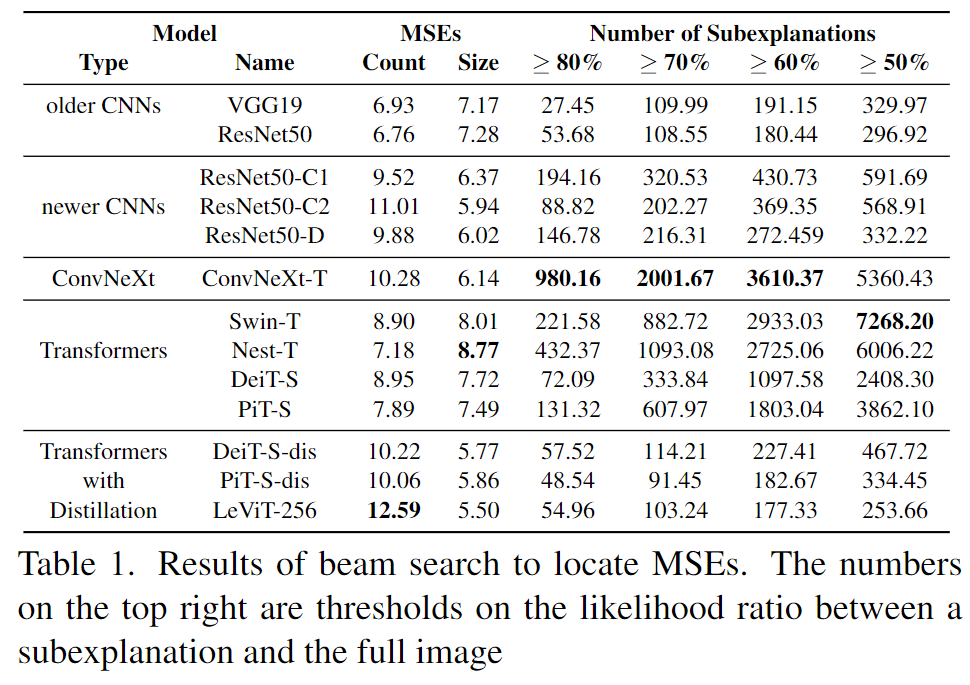 Model MSEs Number of Subexplanations
Type Name Count Size ≥ 80% ≥ 70% ≥ 60% ≥ 50%
older CNNs VGG19 6.93 7.17 27.45 109.99 191.15 329.97
ResNet50 6.76 7.28 53.68 108.55 180.44 296.92
ResNet50-C1 9.52 6.37 194.16 320.53 430.73 591.69
newer CNNs ResNet50-C2 11.01 5.94 88.82 202.27 369.35 568.91
ResNet50-D 9.88 6.02 146.78 216.31 272.459 332.22
ConvNeXt ConvNeXt-T 10.28 6.14 980.16 2001.67 3610.37 5360.43
Swin-T 8.90 8.01 221.58 882.72 2933.03 7268.20
Transformers Nest-T 7.18 8.77 432.37 1093.08 2725.06 6006.22
DeiT-S 8.95 7.72 72.09 333.84 1097.58 2408.30
PiT-S 7.89 7.49 131.32 607.97 1803.04 3862.10
Transformers DeiT-S-dis 10.22 5.77 57.52 114.21 227.41 467.72
with PiT-S-dis 10.06 5.86 48.54 91.45 182.67 334.45
Distillation LeViT-256 12.59 5.50 54.96 103.24 177.33 253.66
Table 1. Results of beam search to locate MSEs. The numbers
on the top right are thresholds on the likelihood ratio between a
subexplanation and the full image